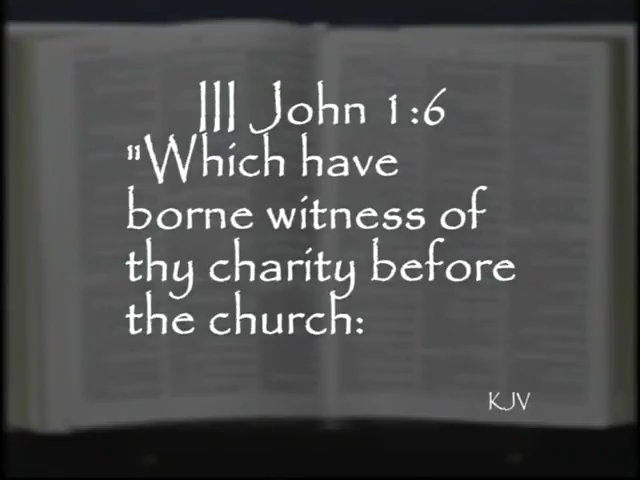 III John 1:6
"Which have
borne witness of
thy charity before
the church:
KJV